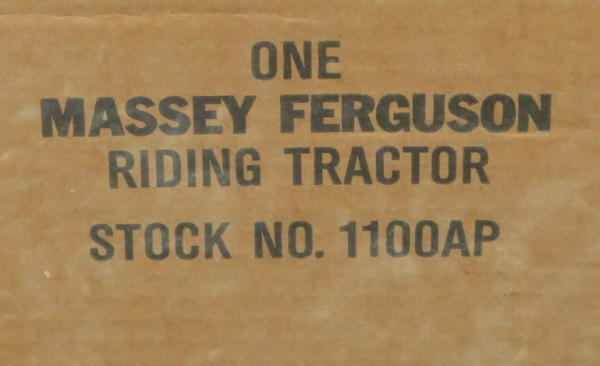 ONE
MASSEY FERGUSON
RIDING TRACTOR
STOCK NO. 1100AP